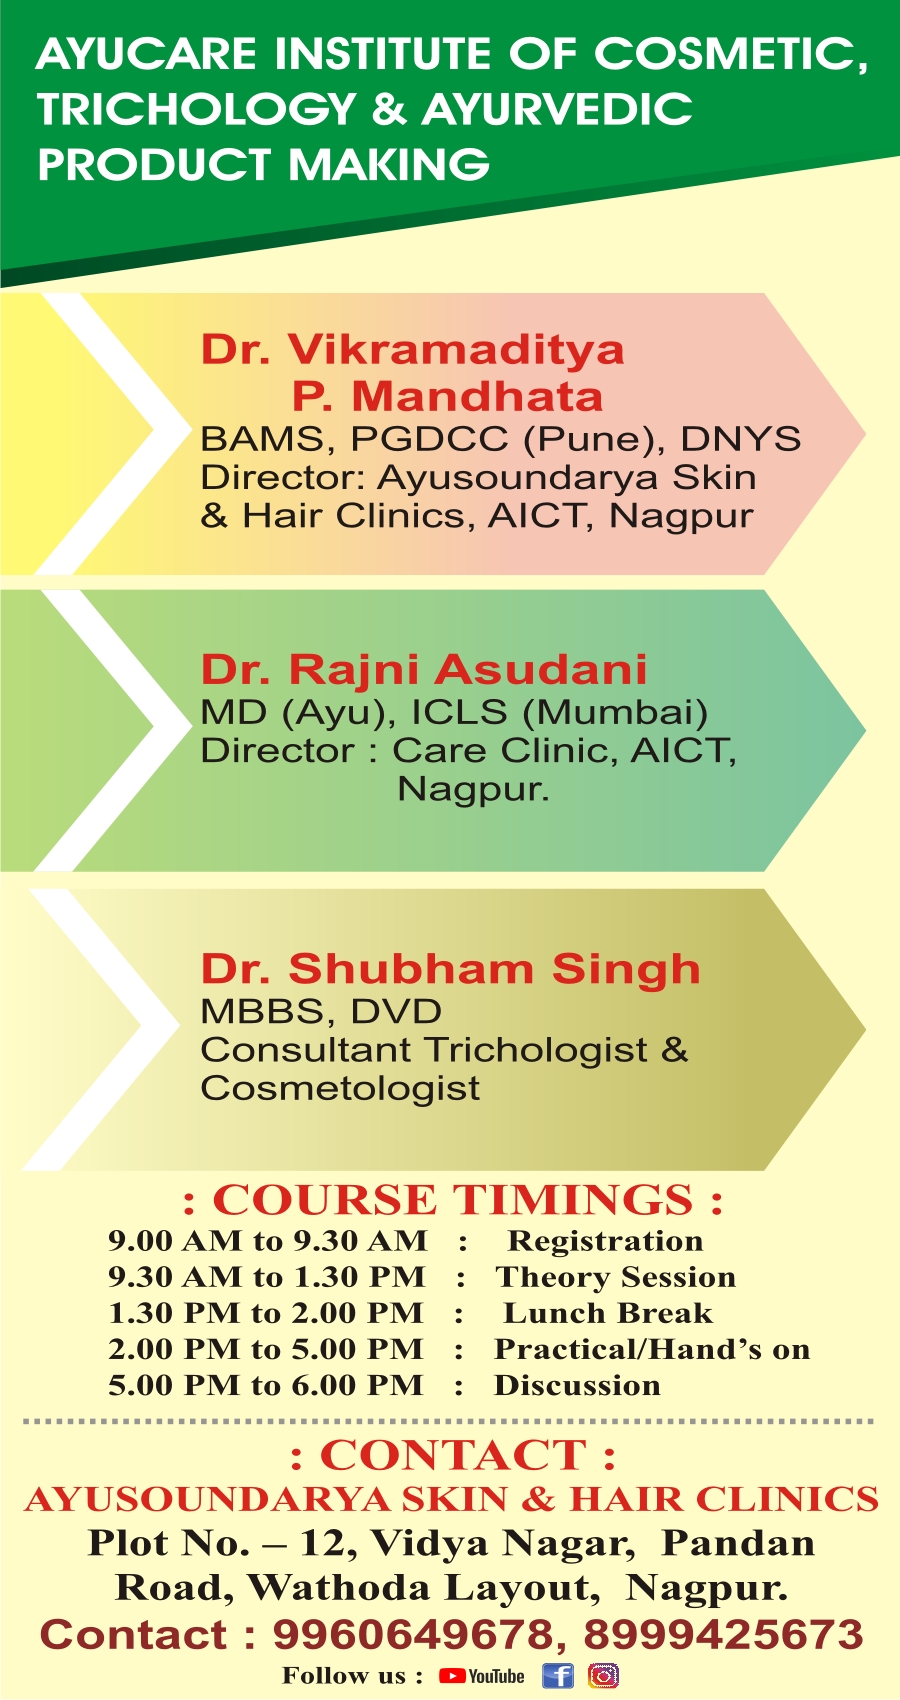 AYUCARE INSTITUTE OF COSMETIC,
TRICHOLOGY & AYURVEDIC
PRODUCT MAKING
Dr. Vikramaditya
P. Mandhata
BAMS, PGDCC (Pune), DNYS
Director: Ayusoundarya Skin
& Hair Clinics, AICT, Nagpur
Dr. Rajni Asudani
MD (Ayu), ICLS (Mumbai)
Director : Care Clinic, AICT,
Nagpur.
Dr. Shubham Singh
MBBS, DVD
Consultant Trichologist &
Cosmetologist
: COURSE TIMINGS :
9.00 AM to 9.30 AM : Registration
9.30 AM to 1.30 PM : Theory Session
1.30 PM to 2.00 PM : Lunch Break
2.00 PM to 5.00 PM : Practical/Hand’s on
5.00 PM to 6.00 PM : Discussion
: CONTACT :
AYUSOUNDARYA SKIN & HAIR CLINICS
Plot No. – 12, Vidya Nagar, Pandan
Road, Wathoda Layout, Nagpur.
Contact : 9960649678, 8999425673
Follow us : YouTube f